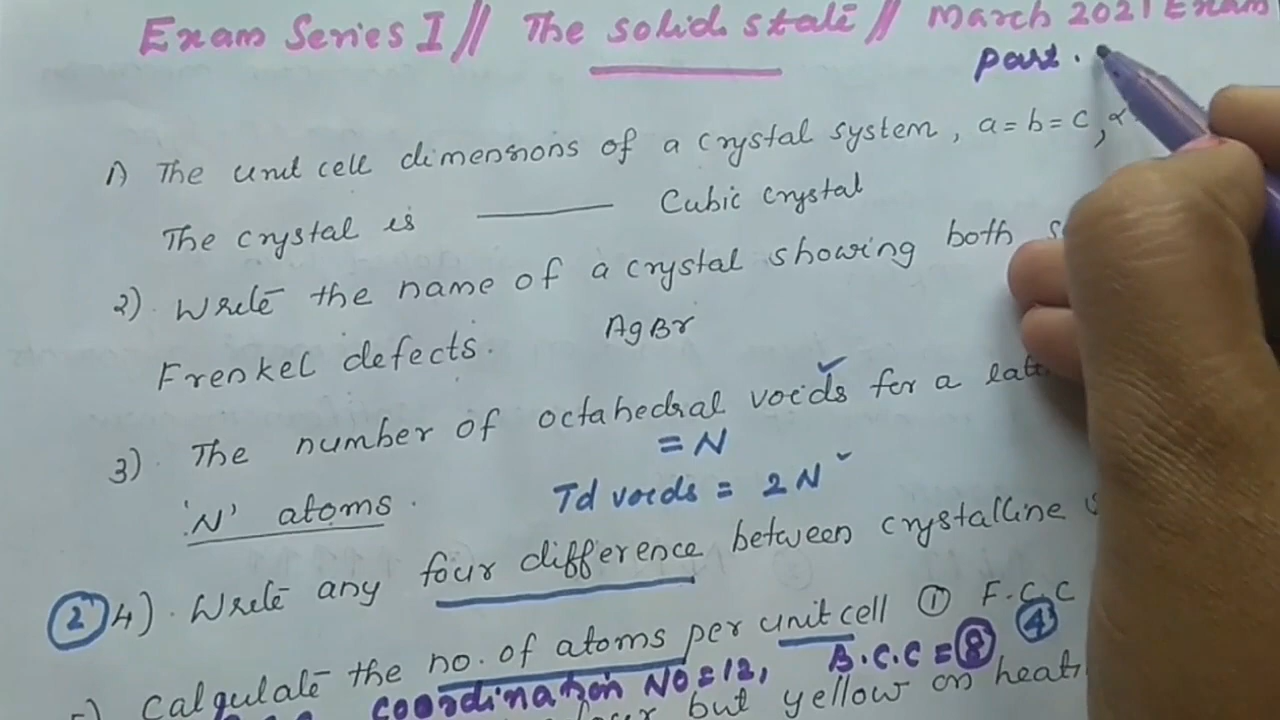 Exam Series I // The solid state // March 2021 Exam
part.
1) The unit cell dimensions of a crystal system, a = b = c, α
The crystal is ______ Cubic crystal
2). Write the name of a crystal showing both
Frenkel defects. AgBr
3) The number of octahedral voids for a
= N
'N' atoms. Td voids = 2N
② 4). Write any four difference between crystalline
Calculate the no. of atoms per unit cell ① F.C.C ④
coordination No = 12, B.C.C = ⑧
but yellow on